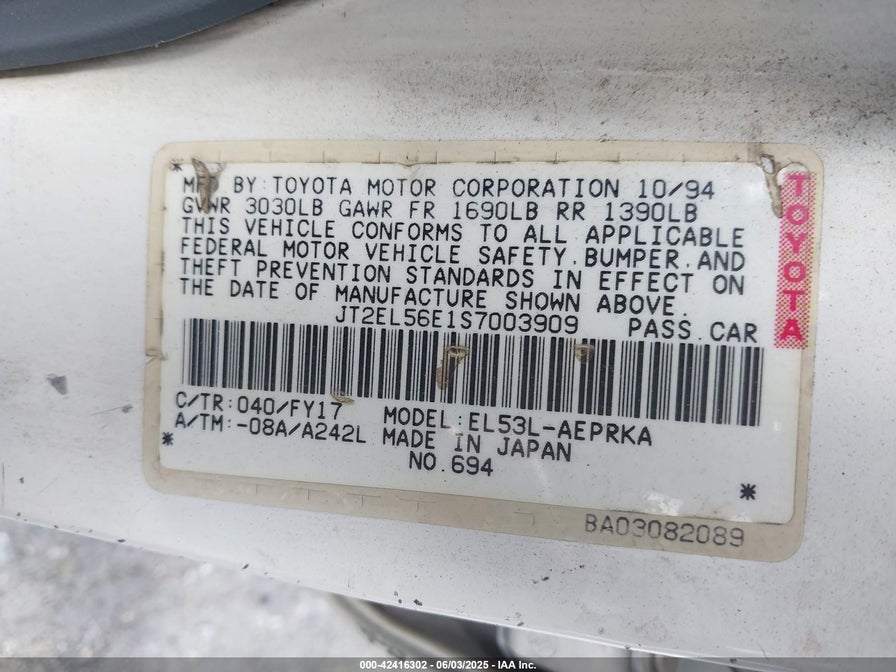 MFD BY:TOYOTA MOTOR CORPORATION 10/94
GVWR 3030LB GAWR FR 1690LB RR 1390LB
THIS VEHICLE CONFORMS TO ALL APPLICABLE
FEDERAL MOTOR VEHICLE SAFETY,BUMPER,AND
THEFT PREVENTION STANDARDS IN EFFECT ON
THE DATE OF MANUFACTURE SHOWN ABOVE.
JT2EL56E1S7003909 PASS.CAR
C/TR:040/FY17 MODEL:EL53L-AEPRKA
A/TM:-08A/A242L MADE IN JAPAN
NO.694
TOYOTA
BA03082089
000-42416302 - 06/03/2025 - IAA Inc.